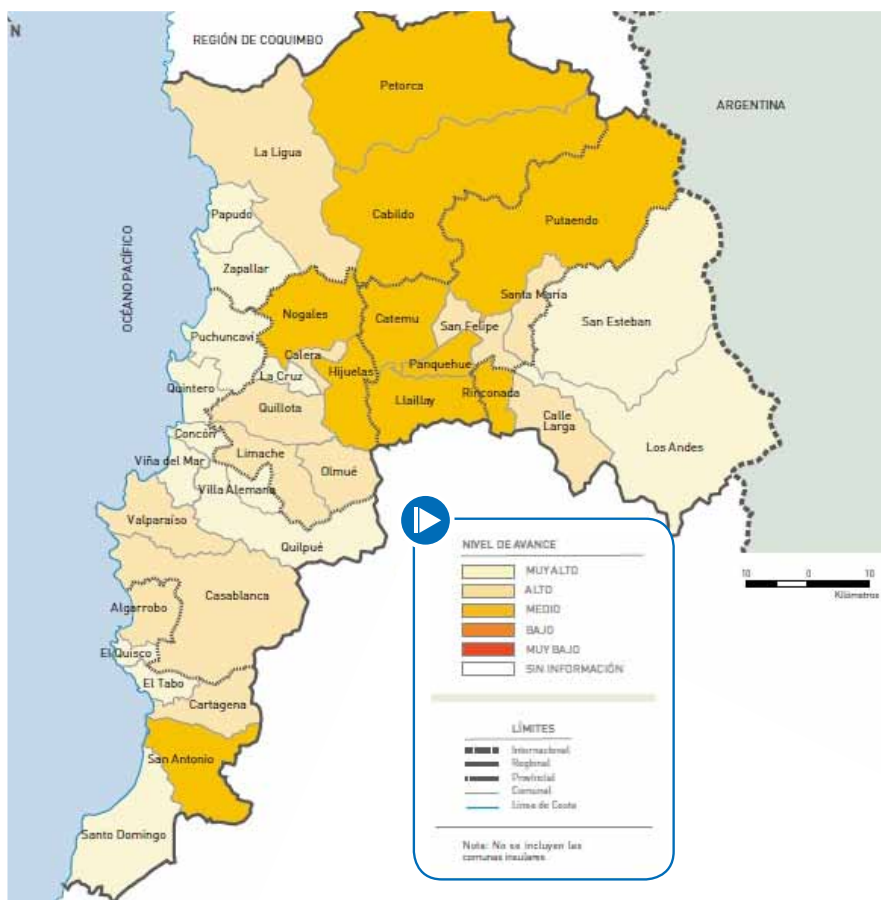 N
REGIÓN DE COQUIMBO
Petorca
ARGENTINA
La Ligua
Papudo
Cabildo
Putaendo
OCÉANO PACÍFICO
Zapallar
Santa María
Nogales
Catemu
San Felipe
San Esteban
Puchuncaví
Calera
Panquehue
La Cruz
Hijuelas
Quintero
Llaillay
Rinconada
Quillota
Calle
Larga
Concón
Limache
Olmué
Los Andes
Viña del Mar
Villa Alemana
Valparaíso
Quilpué
Casablanca
Algarrobo
El Quisco
El Tabo
Cartagena
San Antonio
Santo Domingo
NIVEL DE AVANCE
MUY ALTO
ALTO
MEDIO
BAJO
MUY BAJO
SIN INFORMACIÓN
LÍMITES
Internacional
Regional
Provincial
Comunal
Línea de Costa
Nota: No se incluyen las
comunas insulares.
10 0 10
Kilómetros